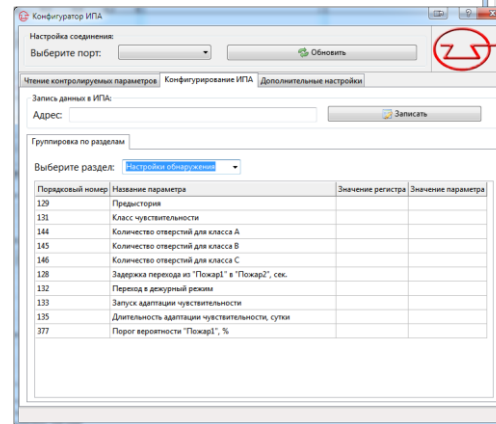 Конфигуратор ИПА
Настройка соединения:
Выберите порт:
Обновить
Чтение контролируемых параметров Конфигурирование ИПА Дополнительные настройки
Запись данных в ИПА:
Адрес:
Записать
Группировка по разделам
Выберите раздел: Настройки обнаружения
Порядковый номер Название параметра Значение регистра Значение параметра
129 Предыстория
131 Класс чувствительности
144 Количество отверстий для класса А
145 Количество отверстий для класса В
146 Количество отверстий для класса С
128 Задержка перехода из "Пожар1" в "Пожар2", сек.
132 Переход в дежурный режим
133 Запуск адаптации чувствительности
135 Длительность адаптации чувствительности, сутки
377 Порог вероятности "Пожар1", %